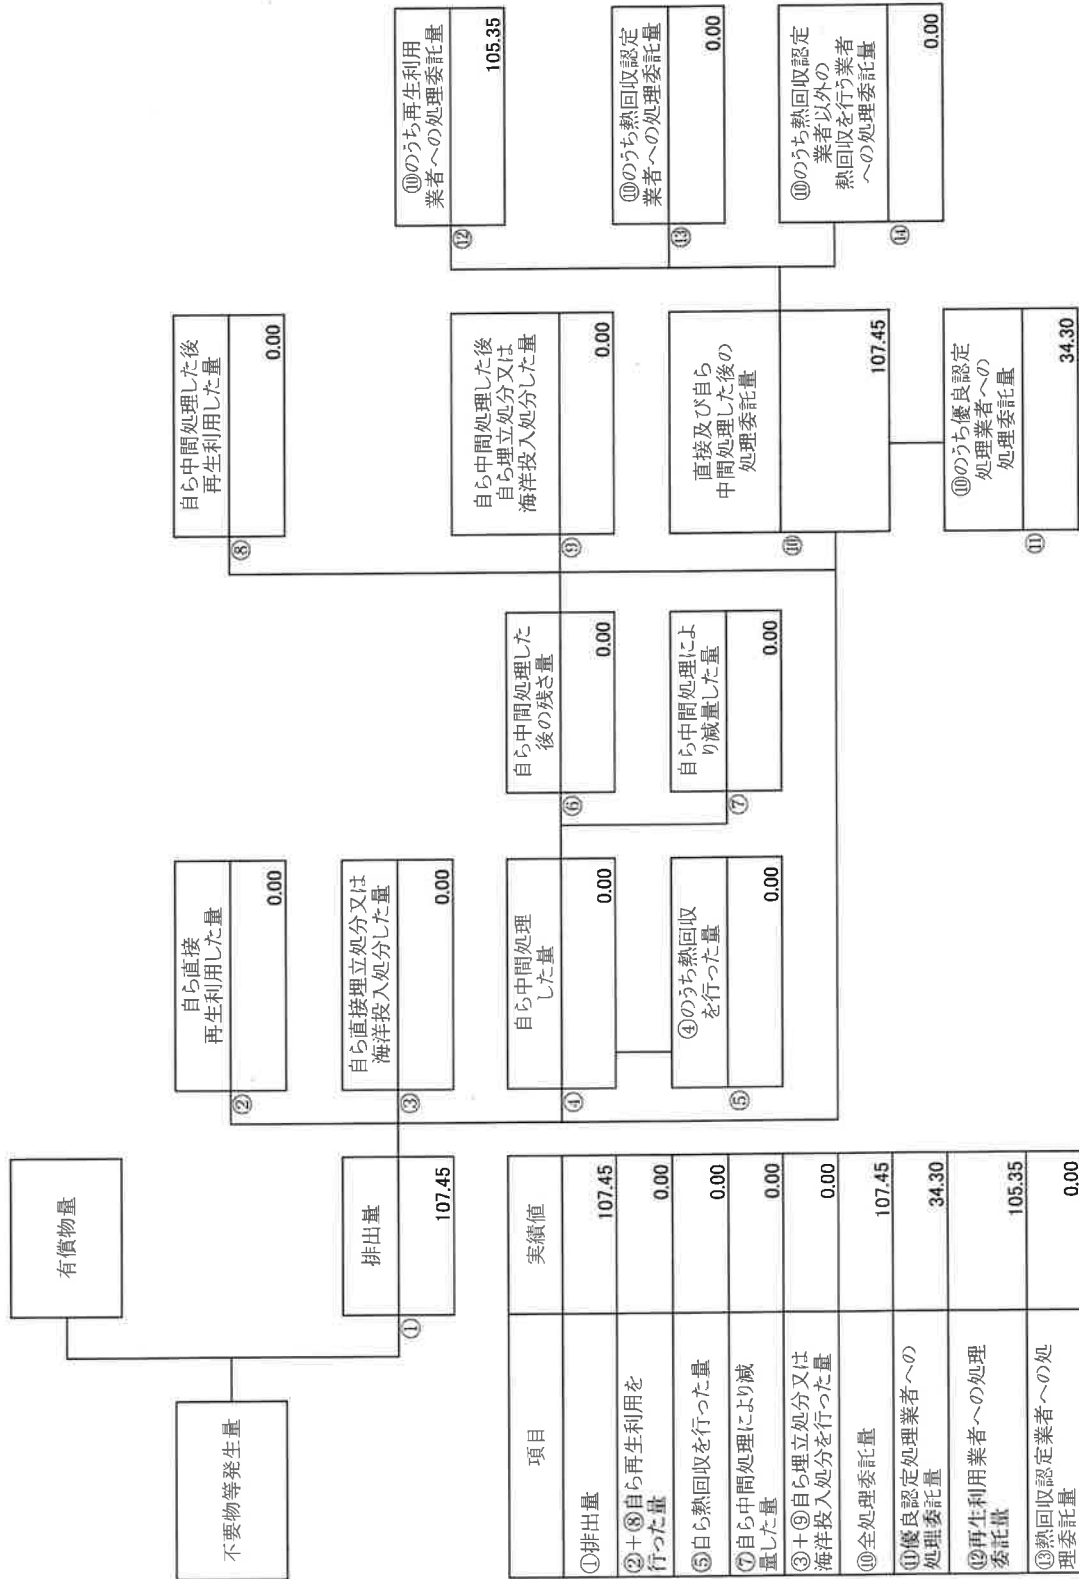 不要物等発生量
有償物量
排出量
①
107.45
自ら直接
再生利用した量
②
0.00
自ら直接埋立処分又は
海洋投入処分した量
③
0.00
自ら中間処理
した量
④
0.00
④のうち熱回収
を行った量
⑤
0.00
自ら中間処理した
後の残さ量
⑥
0.00
自ら中間処理によ
り減量した量
⑦
0.00
自ら中間処理した後
再生利用した量
⑧
0.00
自ら中間処理した後
自ら埋立処分又は
海洋投入処分した量
⑨
0.00
直接及び自ら
中間処理した後の
処理委託量
⑩
107.45
⑩のうち優良認定
処理業者への
処理委託量
⑪
34.30
⑩のうち再生利用
業者への処理委託量
⑫
105.35
⑩のうち熱回収認定
業者への処理委託量
⑬
0.00
⑩のうち熱回収認定
業者以外の
熱回収を行う業者
への処理委託量
⑭
0.00
項目 実績値
①排出量 107.45
②+⑧自ら再生利用を
行った量 0.00
⑤自ら熱回収を行った量 0.00
⑦自ら中間処理により減
量した量 0.00
③+⑨自ら埋立処分又は
海洋投入処分を行った量 0.00
⑩全処理委託量 107.45
⑪優良認定処理業者への
処理委託量 34.30
⑫再生利用業者への処理
委託量 105.35
⑬熱回収認定業者への処
理委託量 0.00